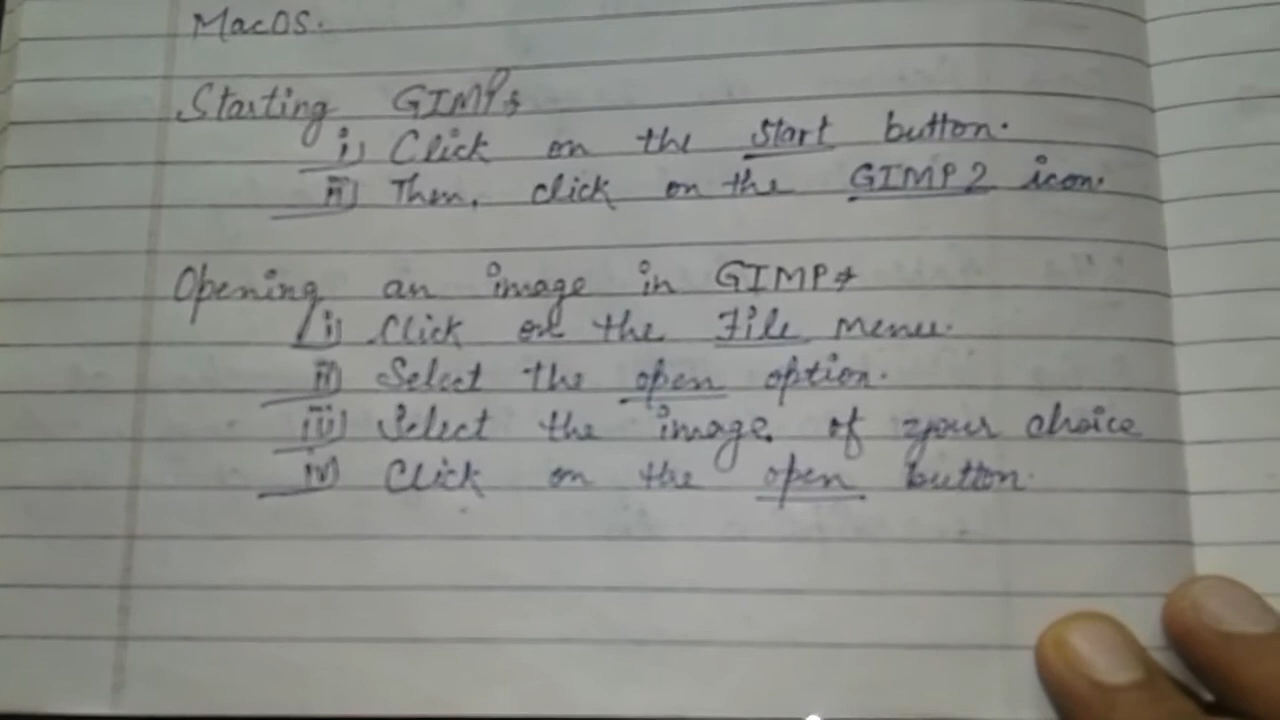 MacOS.
Starting GIMP→
i) Click on the Start button.
ii) Then, click on the GIMP 2 icon.
Opening an image in GIMP→
i) Click on the File menu.
ii) Select the open option.
iii) Select the image of your choice
iv) Click on the open button.